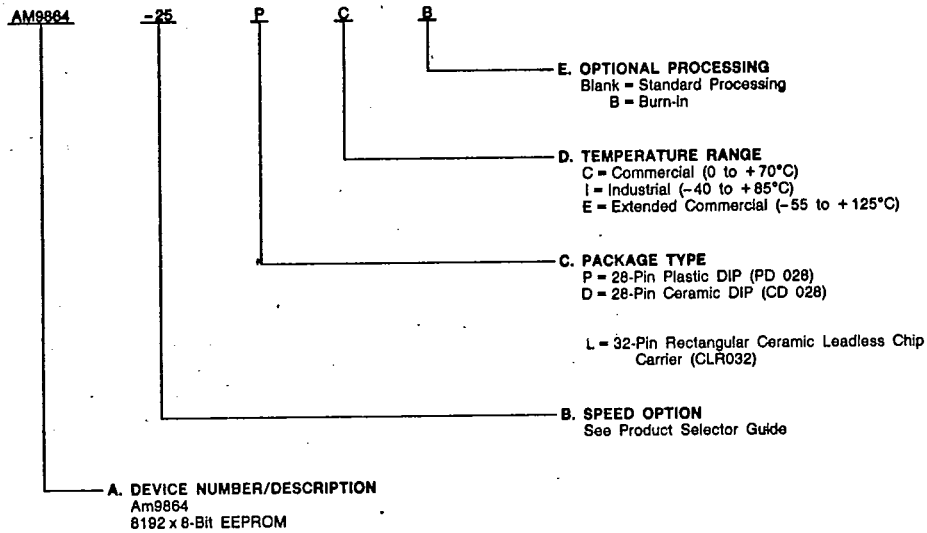 AM9864 -25 P C B
E. OPTIONAL PROCESSING
Blank = Standard Processing
B = Burn-In
D. TEMPERATURE RANGE
C = Commercial (0 to +70°C)
I = Industrial (-40 to +85°C)
E = Extended Commercial (-55 to +125°C)
C. PACKAGE TYPE
P = 28-Pin Plastic DIP (PD 028)
D = 28-Pin Ceramic DIP (CD 028)
L = 32-Pin Rectangular Ceramic Leadless Chip
Carrier (CLR032)
B. SPEED OPTION
See Product Selector Guide
A. DEVICE NUMBER/DESCRIPTION
Am9864
8192 x 8-Bit EEPROM